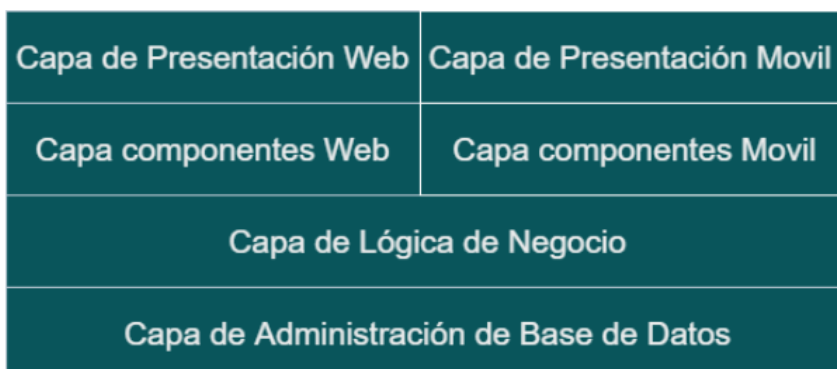 Capa de Presentación Web
Capa de Presentación Movil
Capa componentes Web
Capa componentes Movil
Capa de Lógica de Negocio
Capa de Administración de Base de Datos